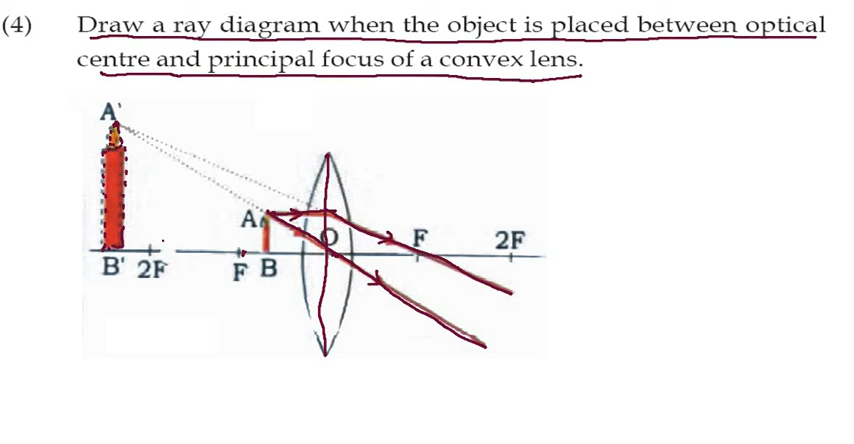 (4) Draw a ray diagram when the object is placed between optical
centre and principal focus of a convex lens.
A'
A
O
F
2F
B'
2F
F
B